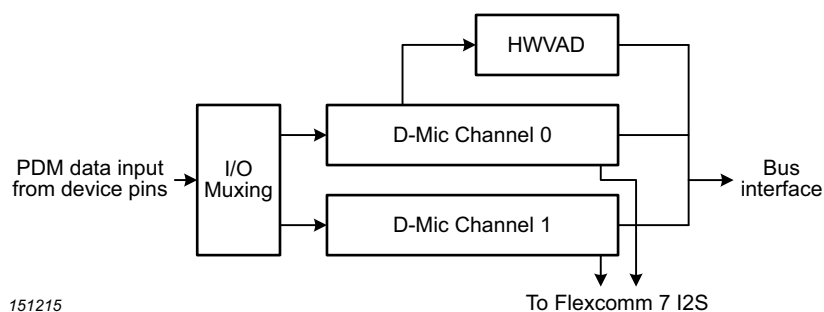 HWVAD
D-Mic Channel 0
PDM data input
from device pins
I/O
Muxing
Bus
interface
D-Mic Channel 1
151215
To Flexcomm 7 I2S